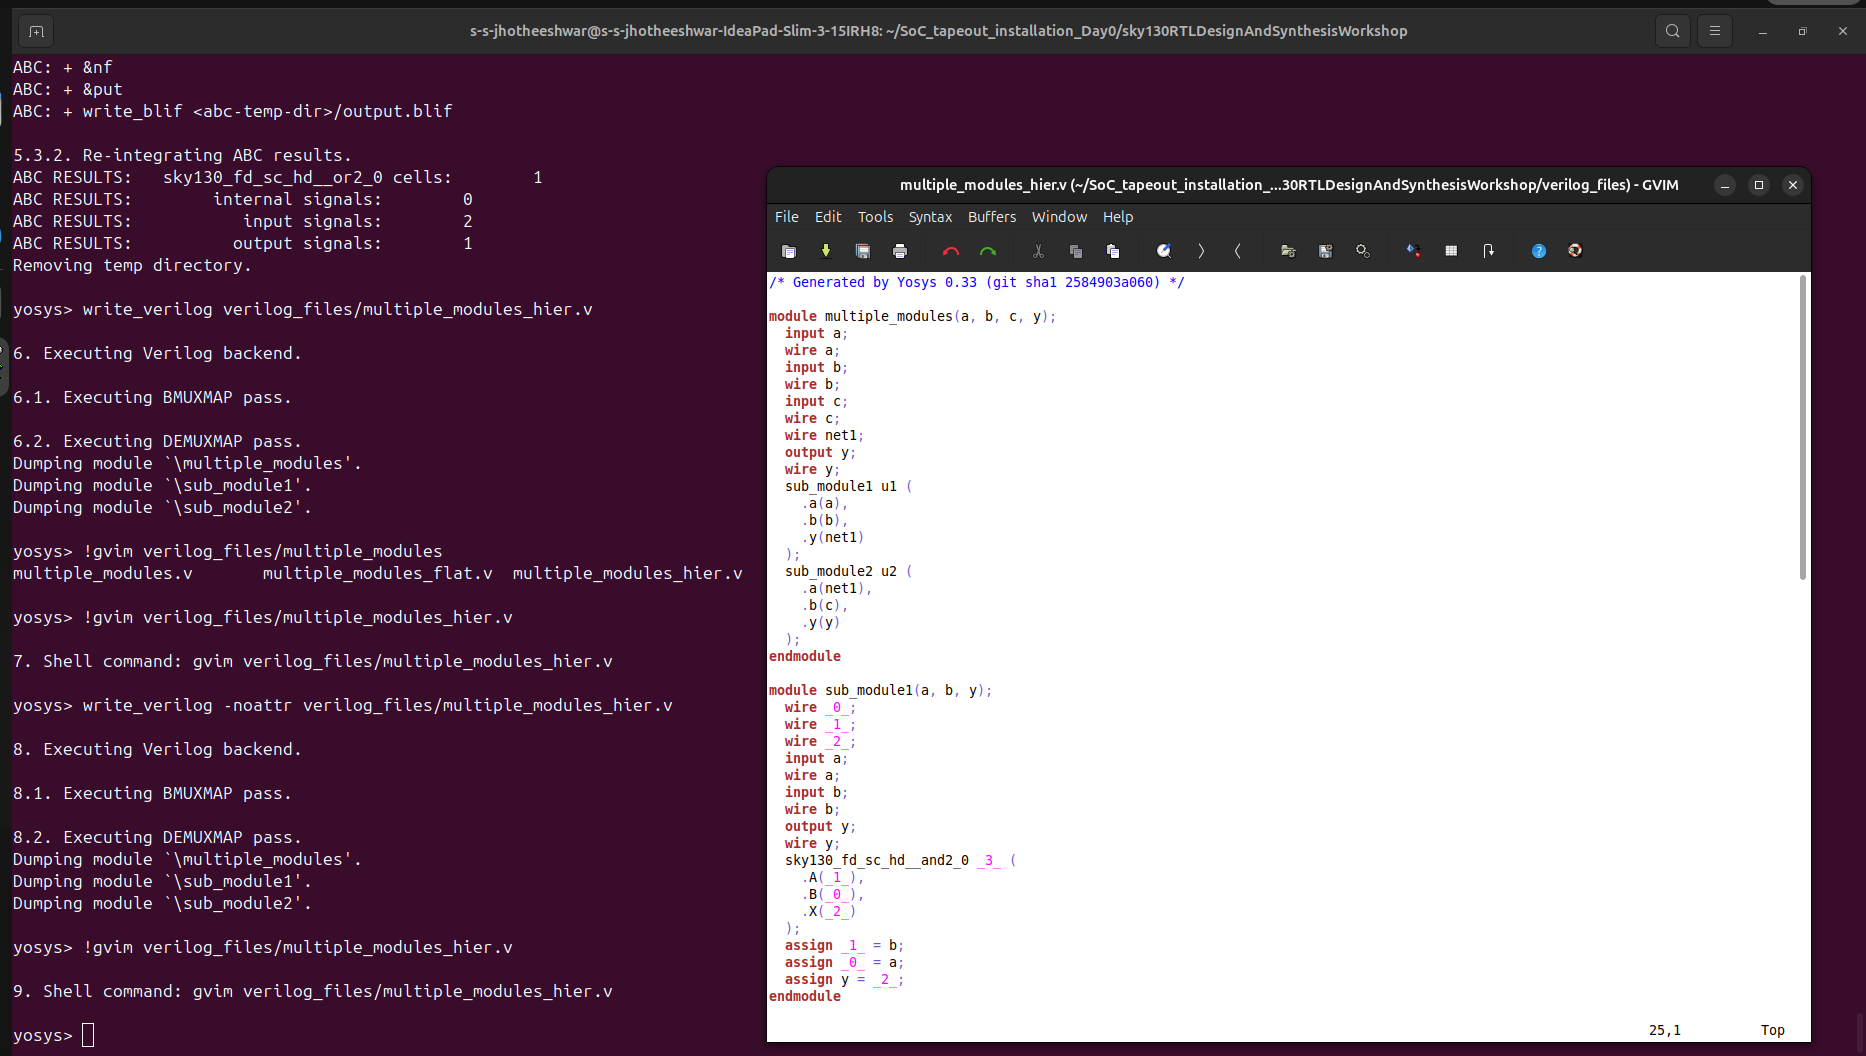 s-s-jhotheeshwar@s-s-jhotheeshwar-IdeaPad-Slim-3-15IRH8: ~/SoC_tapeout_installation_Day0/sky130RTLDesignAndSynthesisWorkshop
ABC: + &nf
ABC: + &put
ABC: + write_blif <abc-temp-dir>/output.blif
5.3.2. Re-integrating ABC results.
ABC RESULTS:   sky130_fd_sc_hd__or2_0 cells:        1
ABC RESULTS:        internal signals:        0
ABC RESULTS:           input signals:        2
ABC RESULTS:          output signals:        1
Removing temp directory.
yosys> write_verilog verilog_files/multiple_modules_hier.v
6. Executing Verilog backend.
6.1. Executing BMUXMAP pass.
6.2. Executing DEMUXMAP pass.
Dumping module `\multiple_modules'.
Dumping module `\sub_module1'.
Dumping module `\sub_module2'.
yosys> !gvim verilog_files/multiple_modules
multiple_modules.v       multiple_modules_flat.v  multiple_modules_hier.v
yosys> !gvim verilog_files/multiple_modules_hier.v
7. Shell command: gvim verilog_files/multiple_modules_hier.v
yosys> write_verilog -noattr verilog_files/multiple_modules_hier.v
8. Executing Verilog backend.
8.1. Executing BMUXMAP pass.
8.2. Executing DEMUXMAP pass.
Dumping module `\multiple_modules'.
Dumping module `\sub_module1'.
Dumping module `\sub_module2'.
yosys> !gvim verilog_files/multiple_modules_hier.v
9. Shell command: gvim verilog_files/multiple_modules_hier.v
yosys>
multiple_modules_hier.v (~/SoC_tapeout_installation_...30RTLDesignAndSynthesisWorkshop/verilog_files) - GVIM
File Edit Tools Syntax Buffers Window Help
/* Generated by Yosys 0.33 (git sha1 2584903a060) */
module multiple_modules(a, b, c, y);
  input a;
  wire a;
  input b;
  wire b;
  input c;
  wire c;
  wire net1;
  output y;
  wire y;
  sub_module1 u1 (
    .a(a),
    .b(b),
    .y(net1)
  );
  sub_module2 u2 (
    .a(net1),
    .b(c),
    .y(y)
  );
endmodule
module sub_module1(a, b, y);
  wire _0_;
  wire _1_;
  wire _2_;
  input a;
  wire a;
  input b;
  wire b;
  output y;
  wire y;
  sky130_fd_sc_hd__and2_0 _3_ (
    .A(_1_),
    .B(_0_),
    .X(_2_)
  );
  assign _1_ = b;
  assign _0_ = a;
  assign y = _2_;
endmodule
25,1 Top